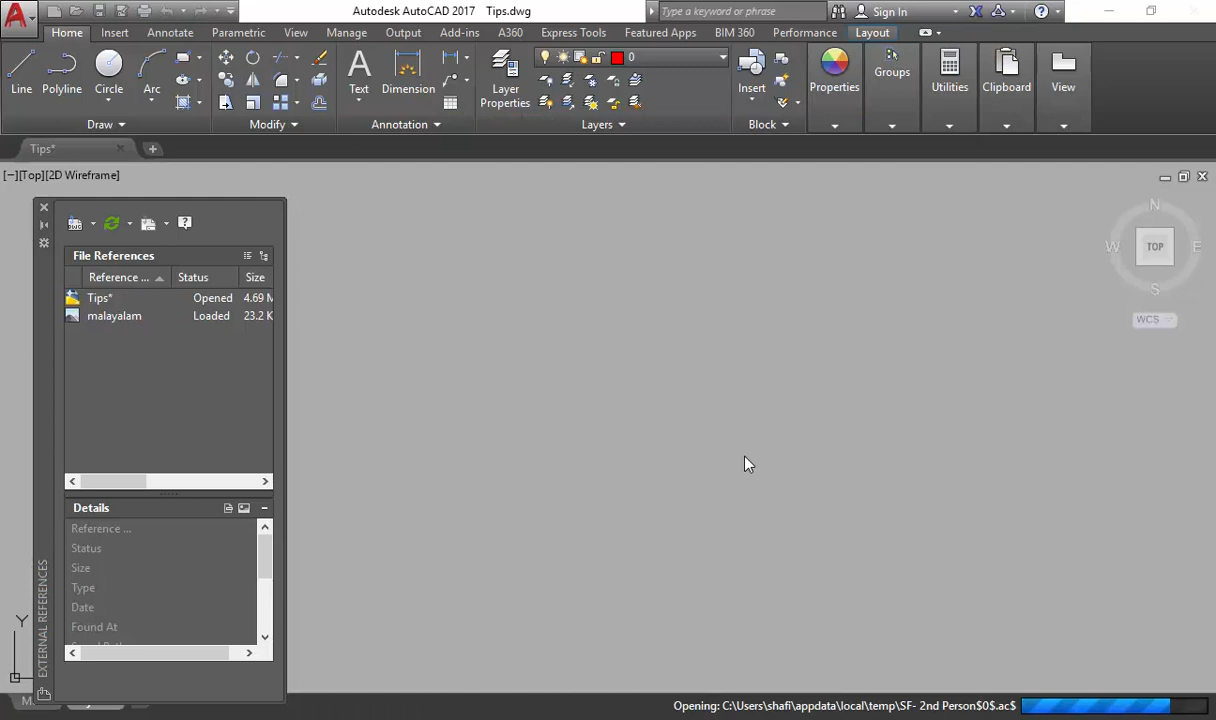 Autodesk AutoCAD 2017 Tips.dwg
Type a keyword or phrase
Sign In
Home Insert Annotate Parametric View Manage Output Add-ins A360 Express Tools Featured Apps BIM 360 Performance Layout
Line Polyline Circle Arc
Text Dimension
Layer Properties
0
Insert
Properties Groups Utilities Clipboard View
Draw Modify Annotation Layers Block
Tips*
[−][Top][2D Wireframe]
N
W TOP E
S
WCS
File References
Reference ... Status Size
Tips* Opened 4.69 M
malayalam Loaded 23.2 K
Details
Reference ...
Status
Size
Type
Date
Found At
EXTERNAL REFERENCES
Y
Opening: C:\Users\shafi\appdata\local\temp\SF- 2nd Person$0$.ac$